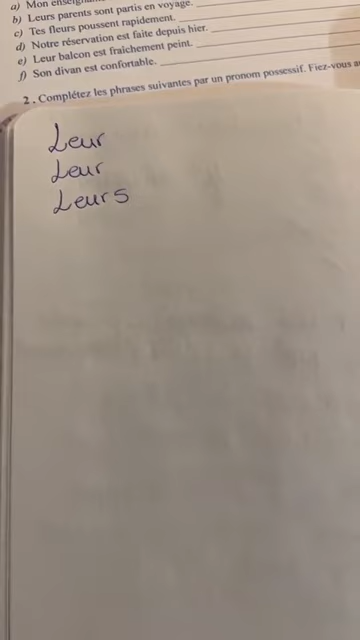 a) Mon
b) Leurs parents sont partis en voyage.
c) Tes fleurs poussent rapidement.
d) Notre réservation est faite depuis hier.
e) Leur balcon est fraîchement peint.
f) Son divan est confortable.
2. Complétez les phrases suivantes par un pronom possessif. Fiez-vous
Leur
Leur
Leurs